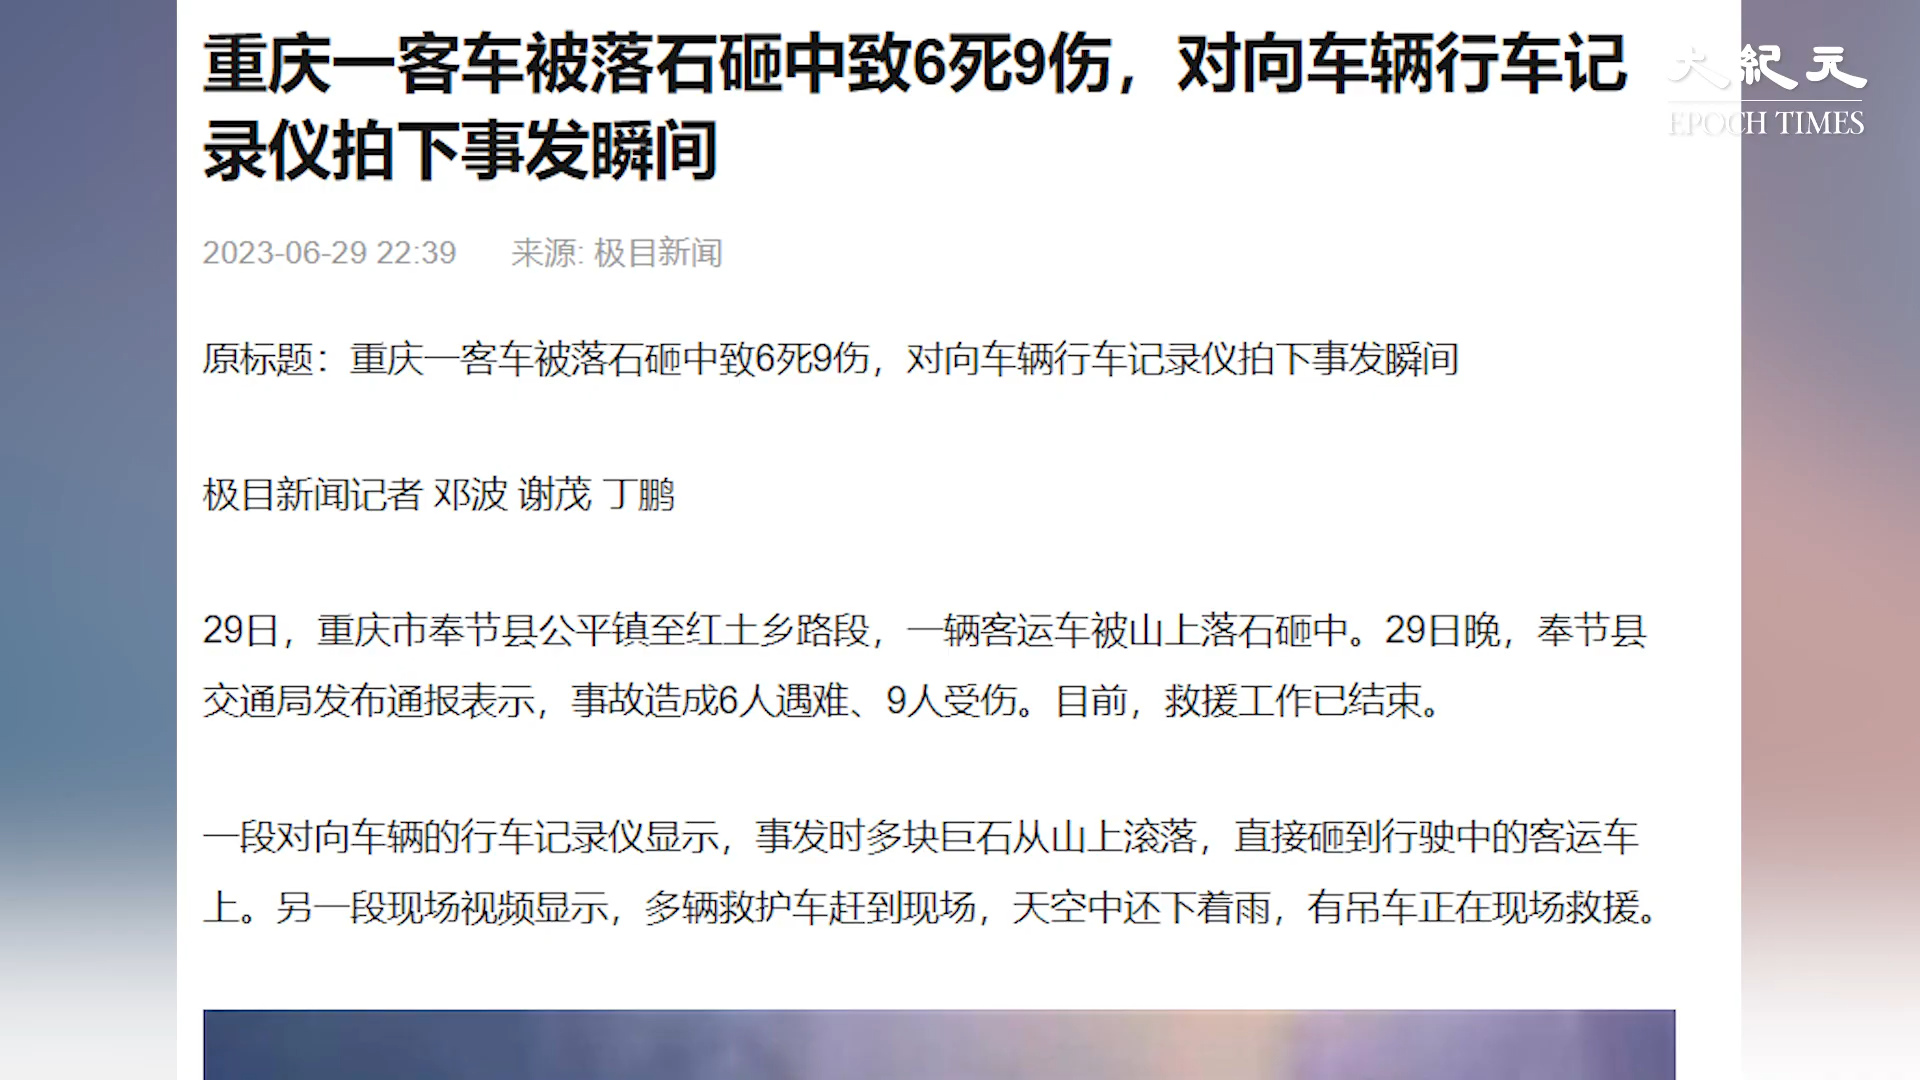 重庆一客车被落石砸中致6死9伤，对向车辆行车记
录仪拍下事发瞬间
大紀元
EPOCH TIMES
2023-06-29 22:39 来源: 极目新闻
原标题：重庆一客车被落石砸中致6死9伤，对向车辆行车记录仪拍下事发瞬间
极目新闻记者 邓波 谢茂 丁鹏
29日，重庆市奉节县公平镇至红土乡路段，一辆客运车被山上落石砸中。29日晚，奉节县
交通局发布通报表示，事故造成6人遇难、9人受伤。目前，救援工作已结束。
一段对向车辆的行车记录仪显示，事发时多块巨石从山上滚落，直接砸到行驶中的客运车
上。另一段现场视频显示，多辆救护车赶到现场，天空中还下着雨，有吊车正在现场救援。